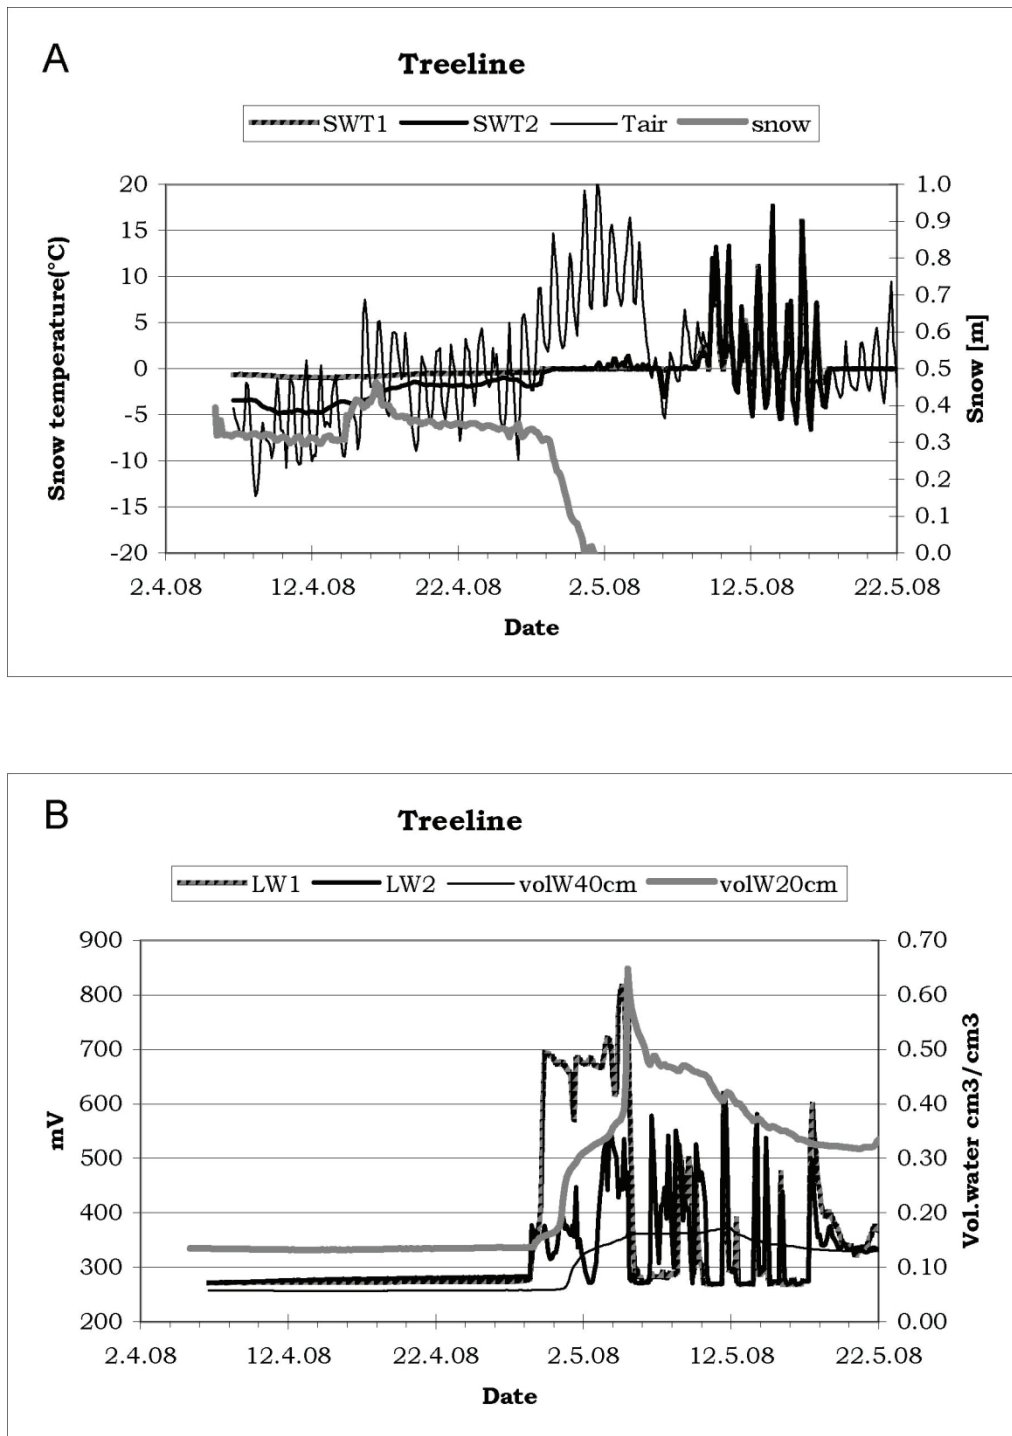 A
Treeline
SWT1 SWT2 Tair snow
20 1.0
0.9
15 0.8
10 0.7
5 0.6
0 0.5
-5 0.4
0.3
-10 0.2
-15 0.1
-20 0.0
Snow temperature(°C)
Snow [m]
2.4.08 12.4.08 22.4.08 2.5.08 12.5.08 22.5.08
Date
B
Treeline
LW1 LW2 volW40cm volW20cm
900 0.70
800 0.60
700 0.50
600 0.40
500 0.30
400 0.20
300 0.10
200 0.00
mV
Vol.water cm3/cm3
2.4.08 12.4.08 22.4.08 2.5.08 12.5.08 22.5.08
Date